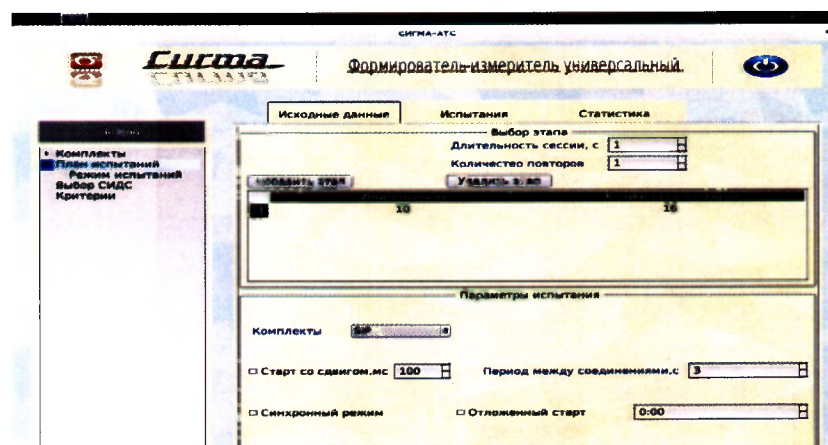 СИГМА-АТС
Сигма
Формирователь-измеритель универсальный
Исходные данные Испытания Статистика
Выбор этапа
Длительность сессии, с 1
Количество повторов 1
Комплекты
План испытаний
Режим испытаний
Выбор СИДС
Критерии
10 16
Параметры испытания
Комплекты SIP
Старт со сдвигом,мс 100 Период между соединениями,с 3
Синхронный режим Отложенный старт 0:00